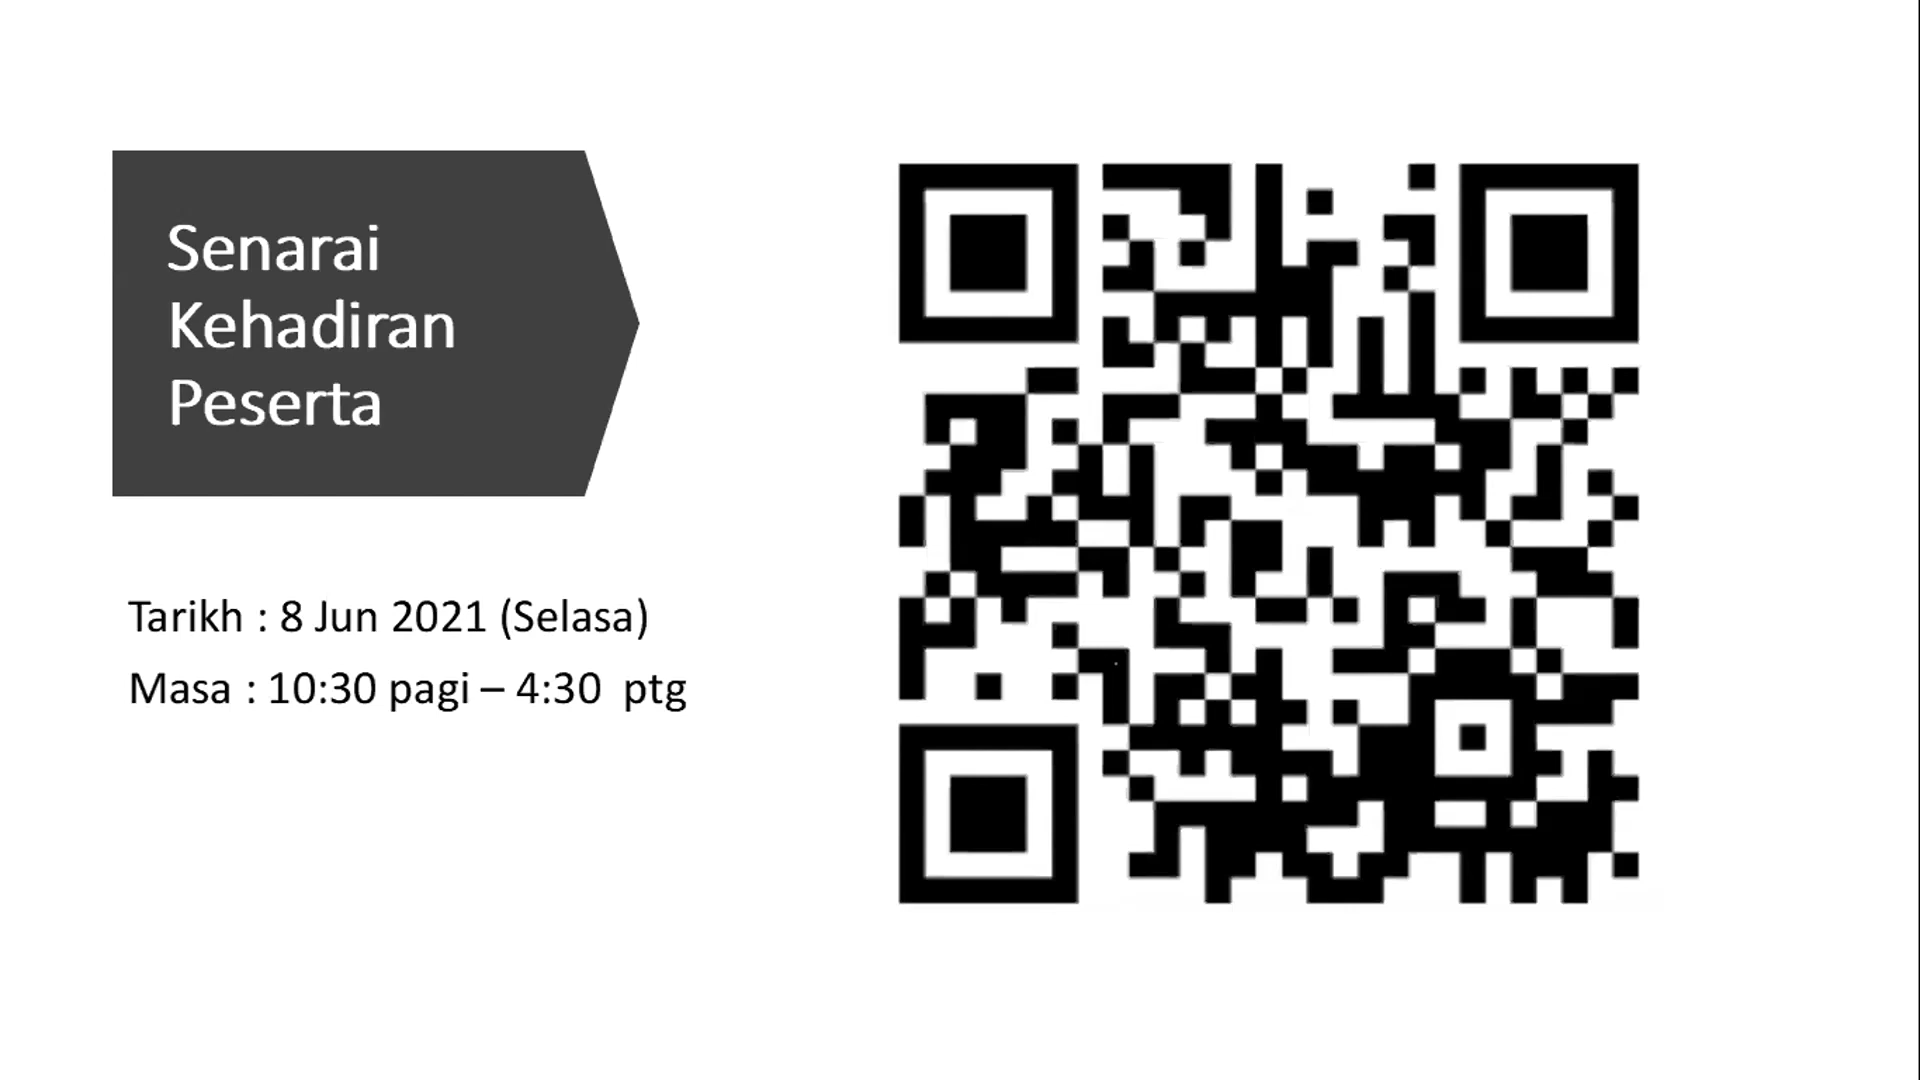 Senarai
Kehadiran
Peserta
Tarikh : 8 Jun 2021 (Selasa)
Masa : 10:30 pagi – 4:30  ptg